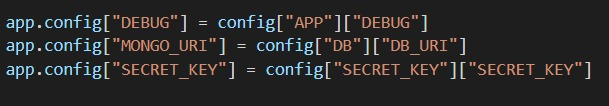 app.config["DEBUG"] = config["APP"]["DEBUG"]
app.config["MONGO_URI"] = config["DB"]["DB_URI"]
app.config["SECRET_KEY"] = config["SECRET_KEY"]["SECRET_KEY"]